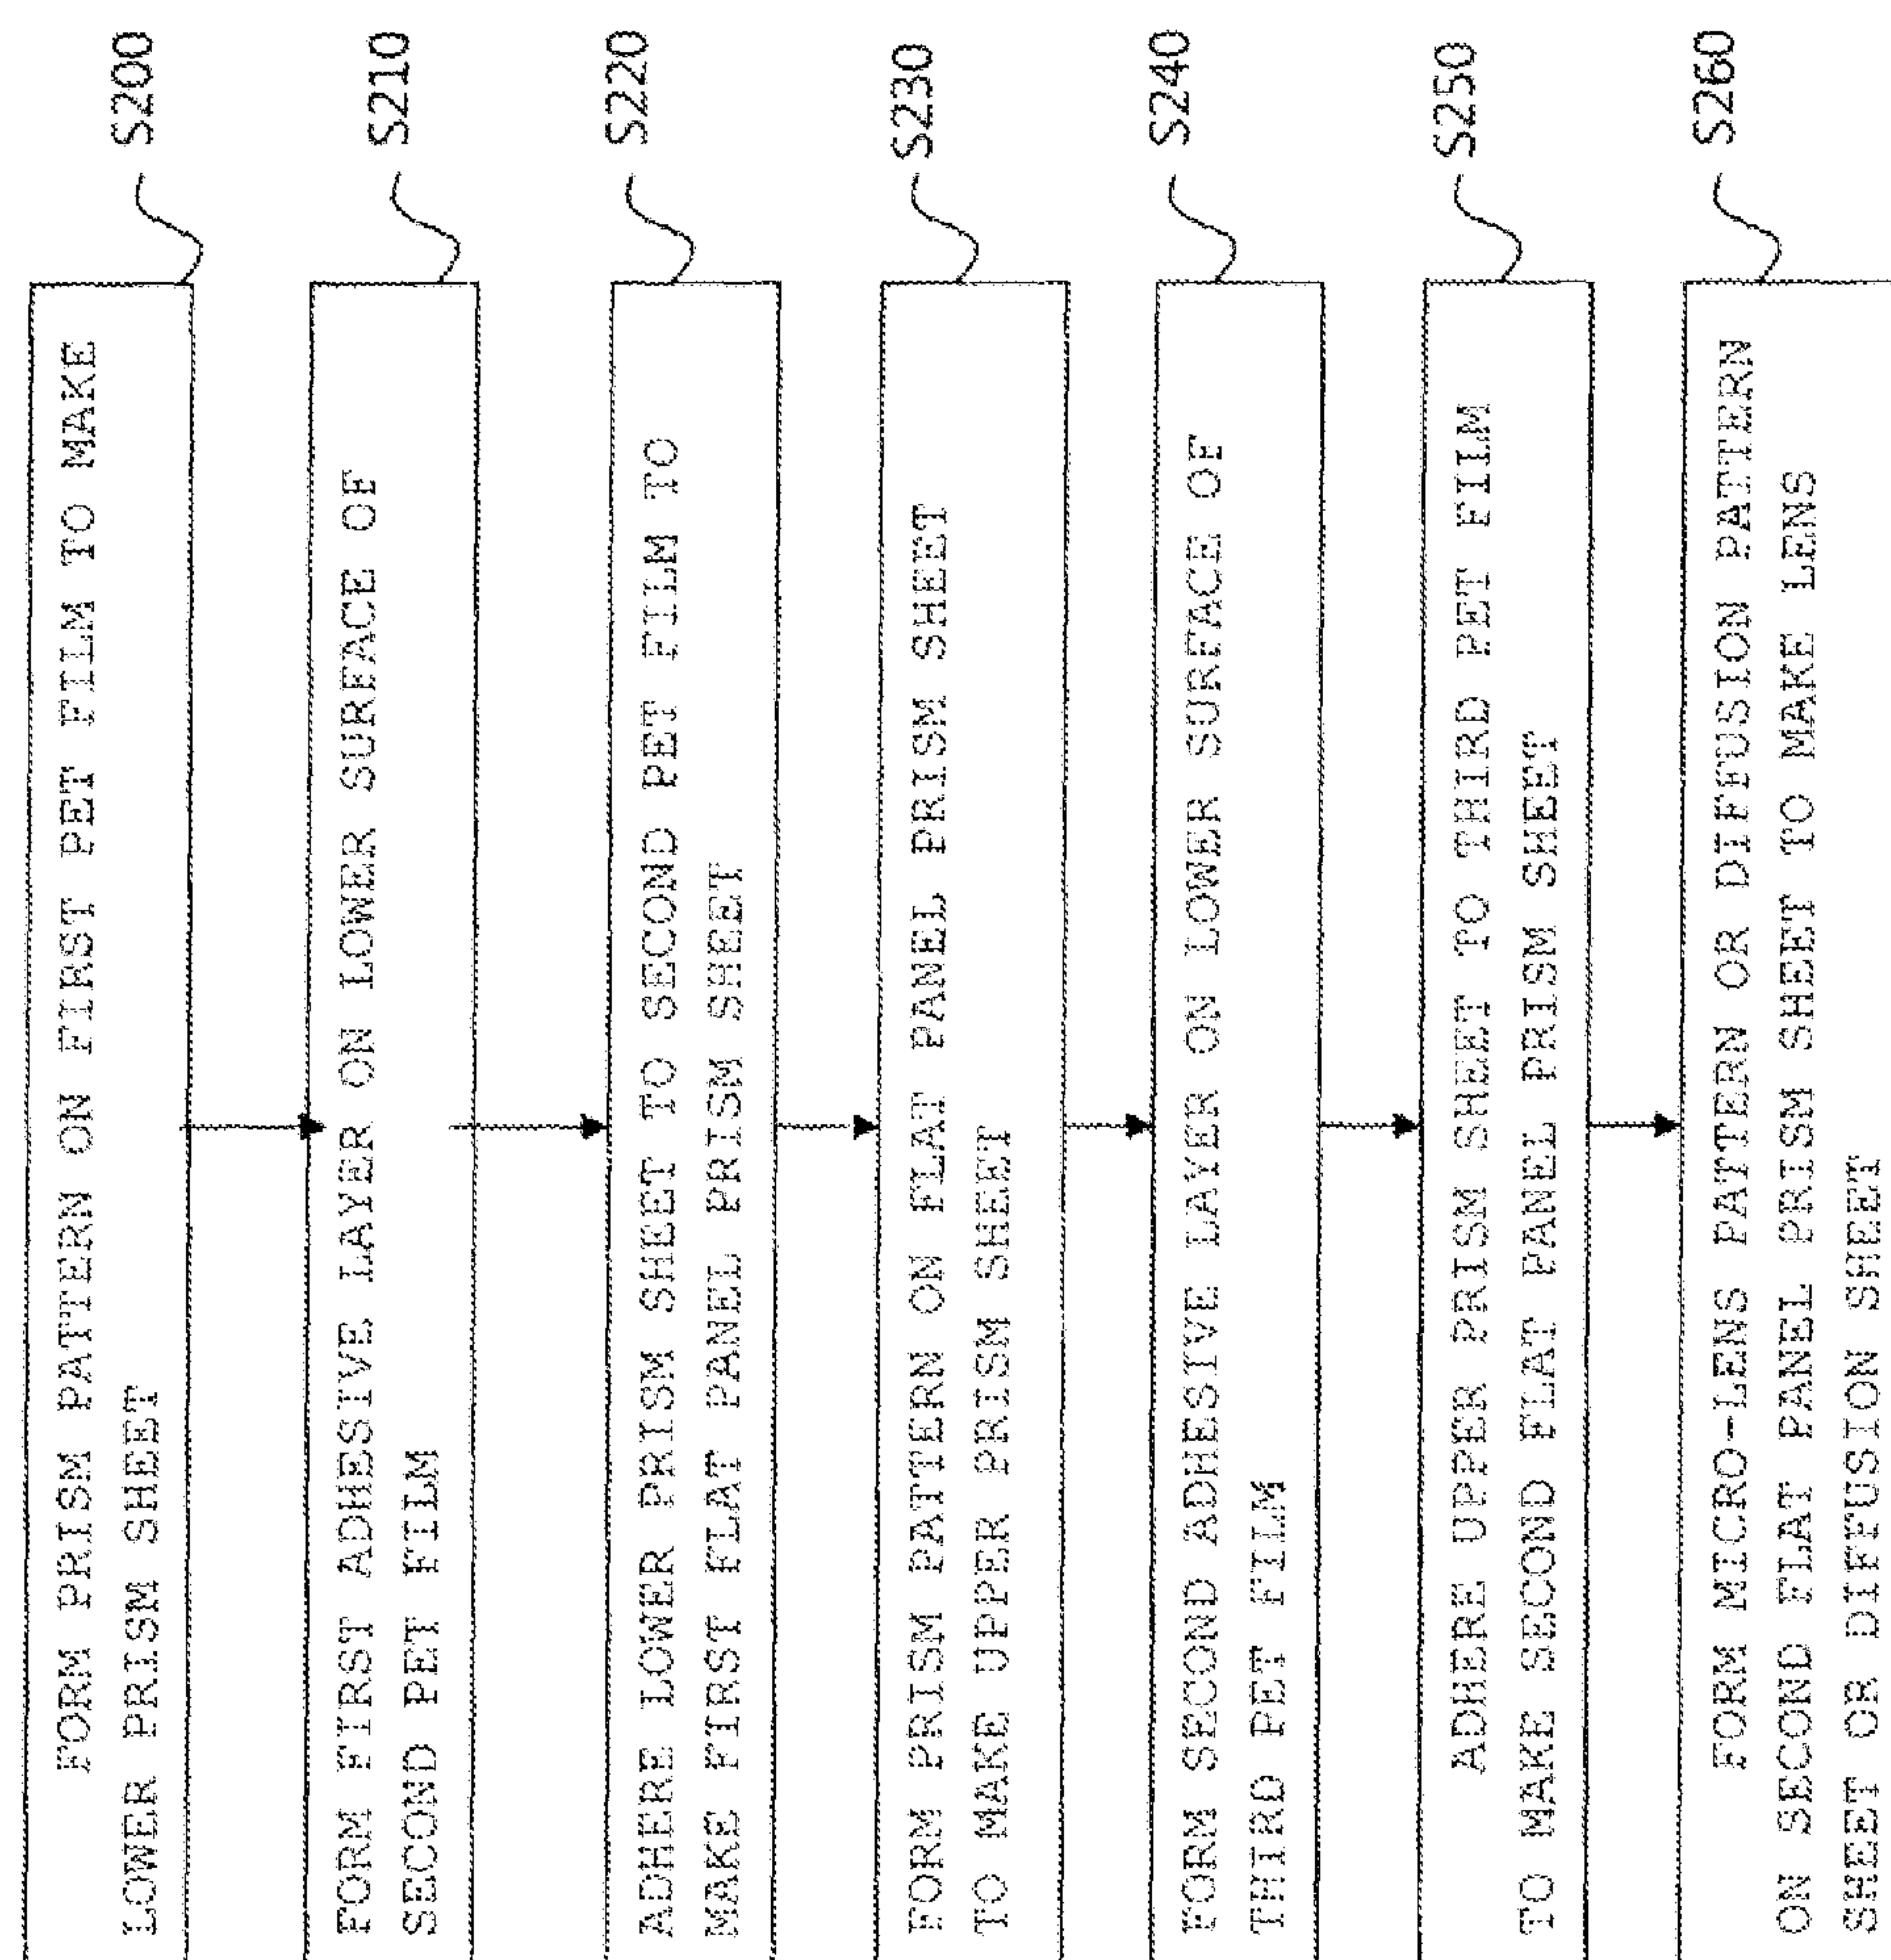 FORM PRISM PATTERN ON FIRST PET FILM TO MAKE
LOWER PRISM SHEET
S200
FORM FIRST ADHESIVE LAYER ON LOWER SURFACE OF
SECOND PET FILM
S210
ADHERE LOWER PRISM SHEET TO SECOND PET FILM TO
MAKE FIRST FLAT PANEL PRISM SHEET
S220
FORM PRISM PATTERN ON FLAT PANEL PRISM SHEET
TO MAKE UPPER PRISM SHEET
S230
FORM SECOND ADHESIVE LAYER ON LOWER SURFACE OF
THIRD PET FILM
S240
ADHERE UPPER PRISM SHEET TO THIRD PET FILM
TO MAKE SECOND FLAT PANEL PRISM SHEET
S250
FORM MICRO-LENS PATTERN OR DIFFUSION PATTERN
ON SECOND FLAT PANEL PRISM SHEET TO MAKE LENS
SHEET OR DIFFUSION SHEET
S260